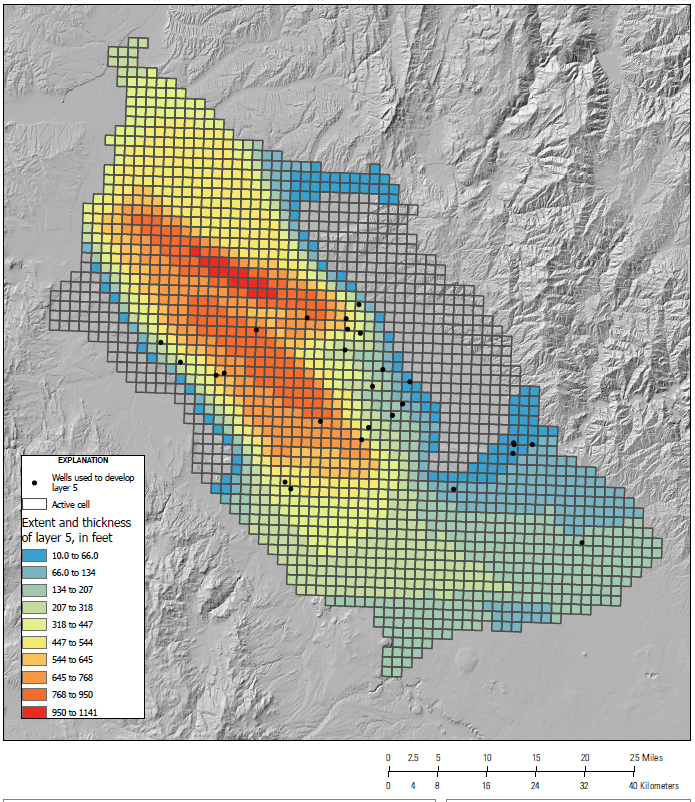 EXPLANATION
Wells used to develop
layer 5
Active cell
Extent and thickness
of layer 5, in feet
10.0 to 66.0
66.0 to 134
134 to 207
207 to 318
318 to 447
447 to 544
544 to 645
645 to 768
768 to 950
950 to 1141
0 2.5 5 10 15 20 25 Miles
0 4 8 16 24 32 40 Kilometers